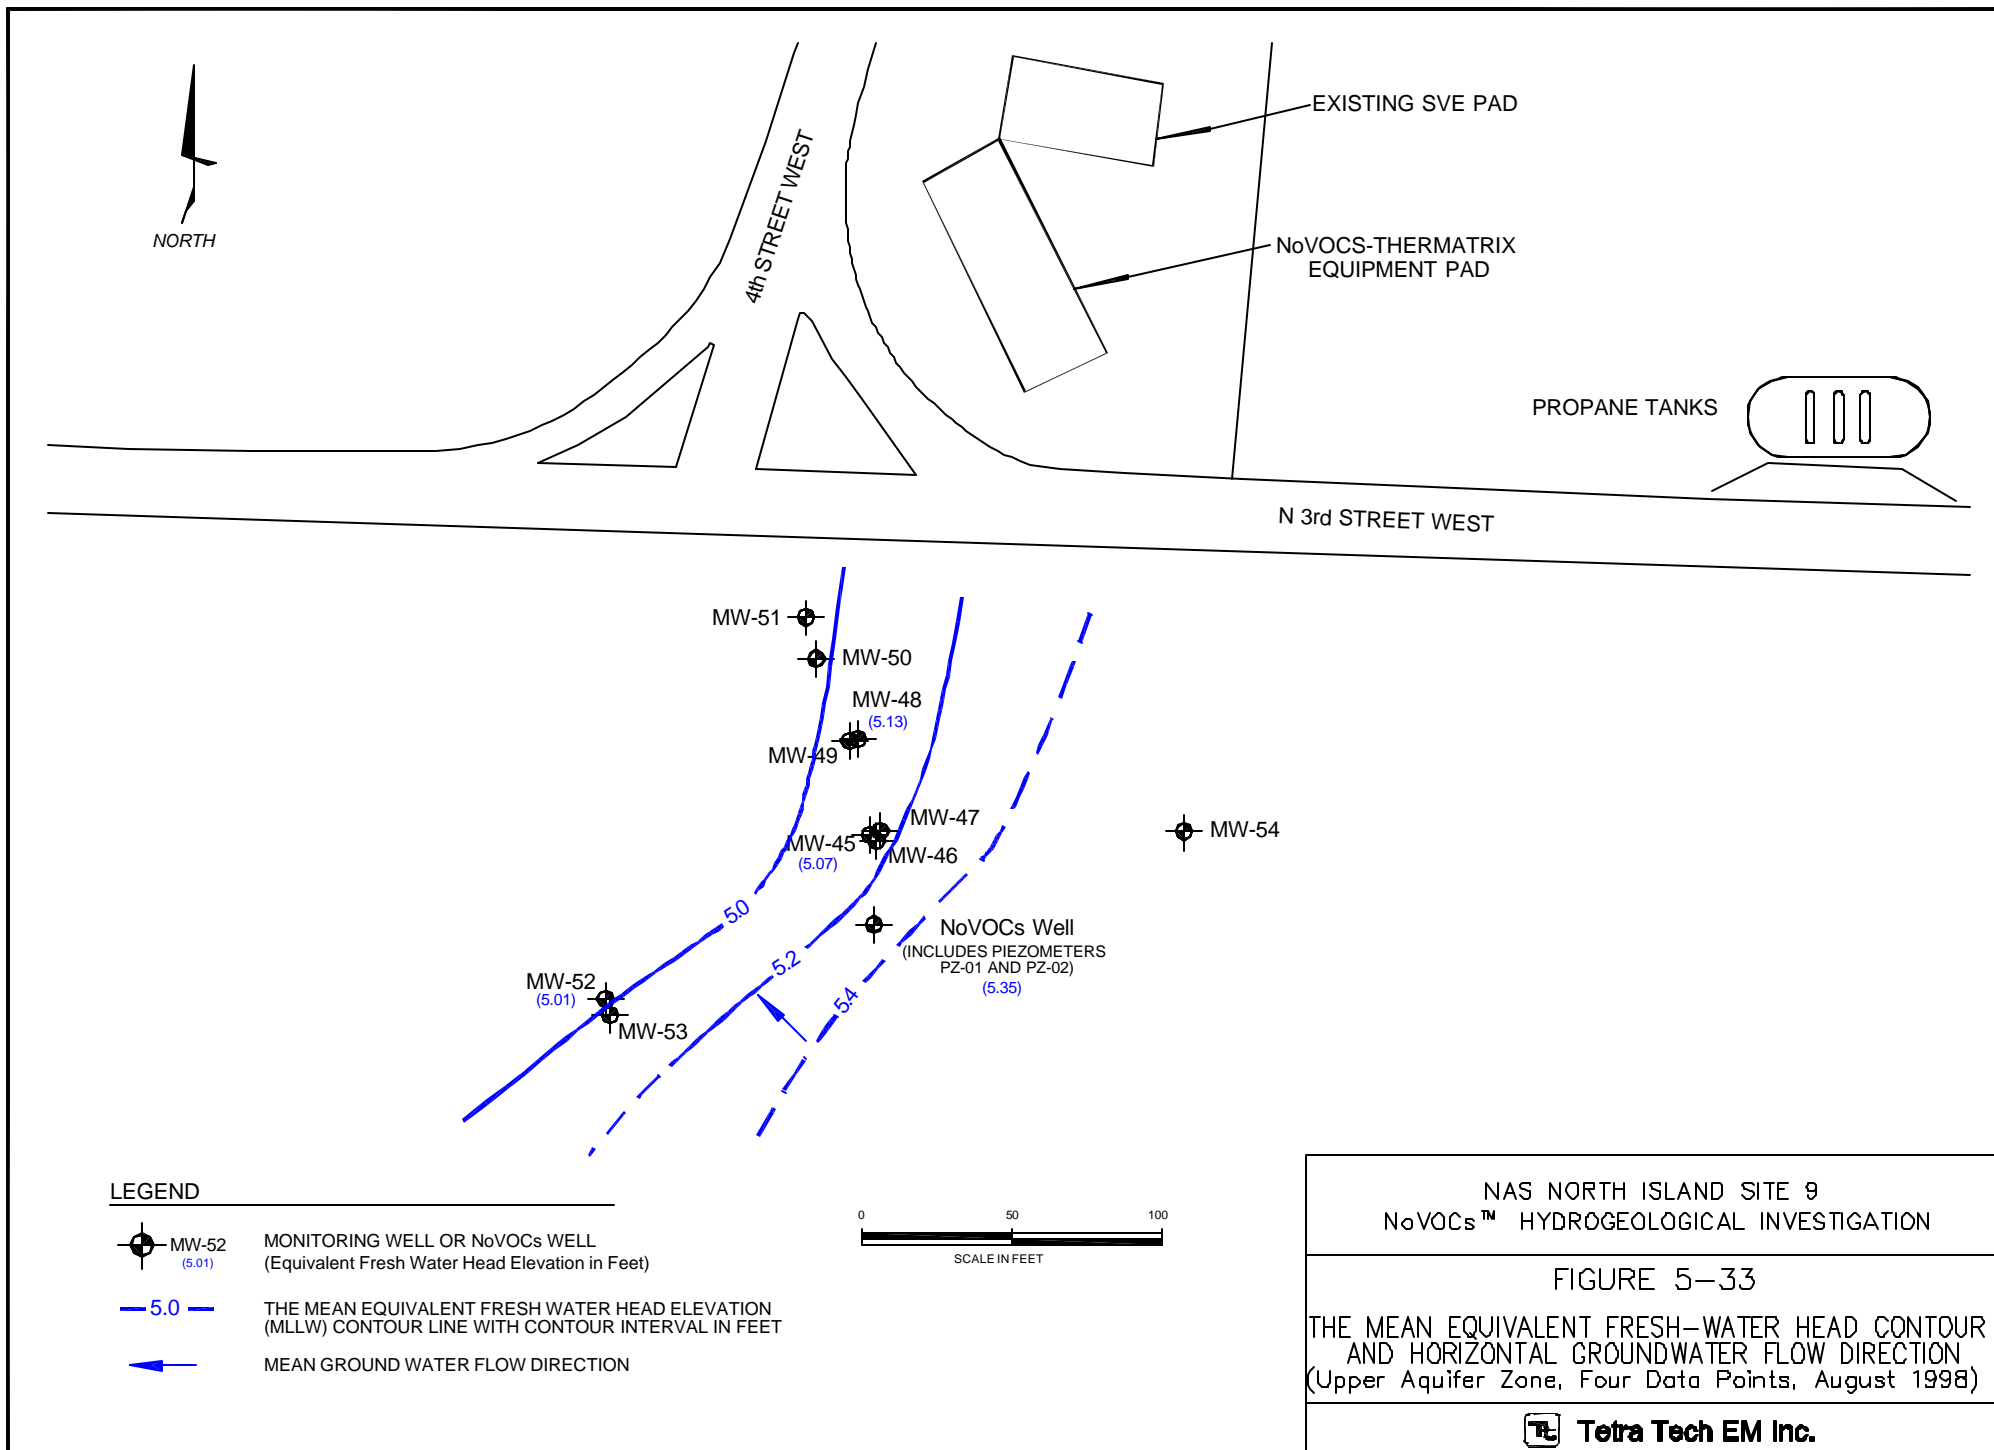 NORTH
4th STREET WEST
EXISTING SVE PAD
NoVOCS-THERMATRIX
EQUIPMENT PAD
PROPANE TANKS
N 3rd STREET WEST
MW-51
MW-50
MW-48
(5.13)
MW-49
MW-47
MW-45
(5.07)
MW-46
MW-54
5.0
NoVOCs Well
(INCLUDES PIEZOMETERS
PZ-01 AND PZ-02)
(5.35)
5.2
5.4
MW-52
(5.01)
MW-53
LEGEND
MW-52
(5.01)
MONITORING WELL OR NoVOCs WELL
(Equivalent Fresh Water Head Elevation in Feet)
5.0
THE MEAN EQUIVALENT FRESH WATER HEAD ELEVATION
(MLLW) CONTOUR LINE WITH CONTOUR INTERVAL IN FEET
MEAN GROUND WATER FLOW DIRECTION
0 50 100
SCALE IN FEET
NAS NORTH ISLAND SITE 9
NoVOCs™ HYDROGEOLOGICAL INVESTIGATION
FIGURE 5-33
THE MEAN EQUIVALENT FRESH-WATER HEAD CONTOUR
AND HORIZONTAL GROUNDWATER FLOW DIRECTION
(Upper Aquifer Zone, Four Data Points, August 1998)
Tt Tetra Tech EM Inc.